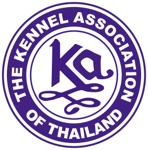 THE KENNEL ASSOCIATION
Ka
OF THAILAND